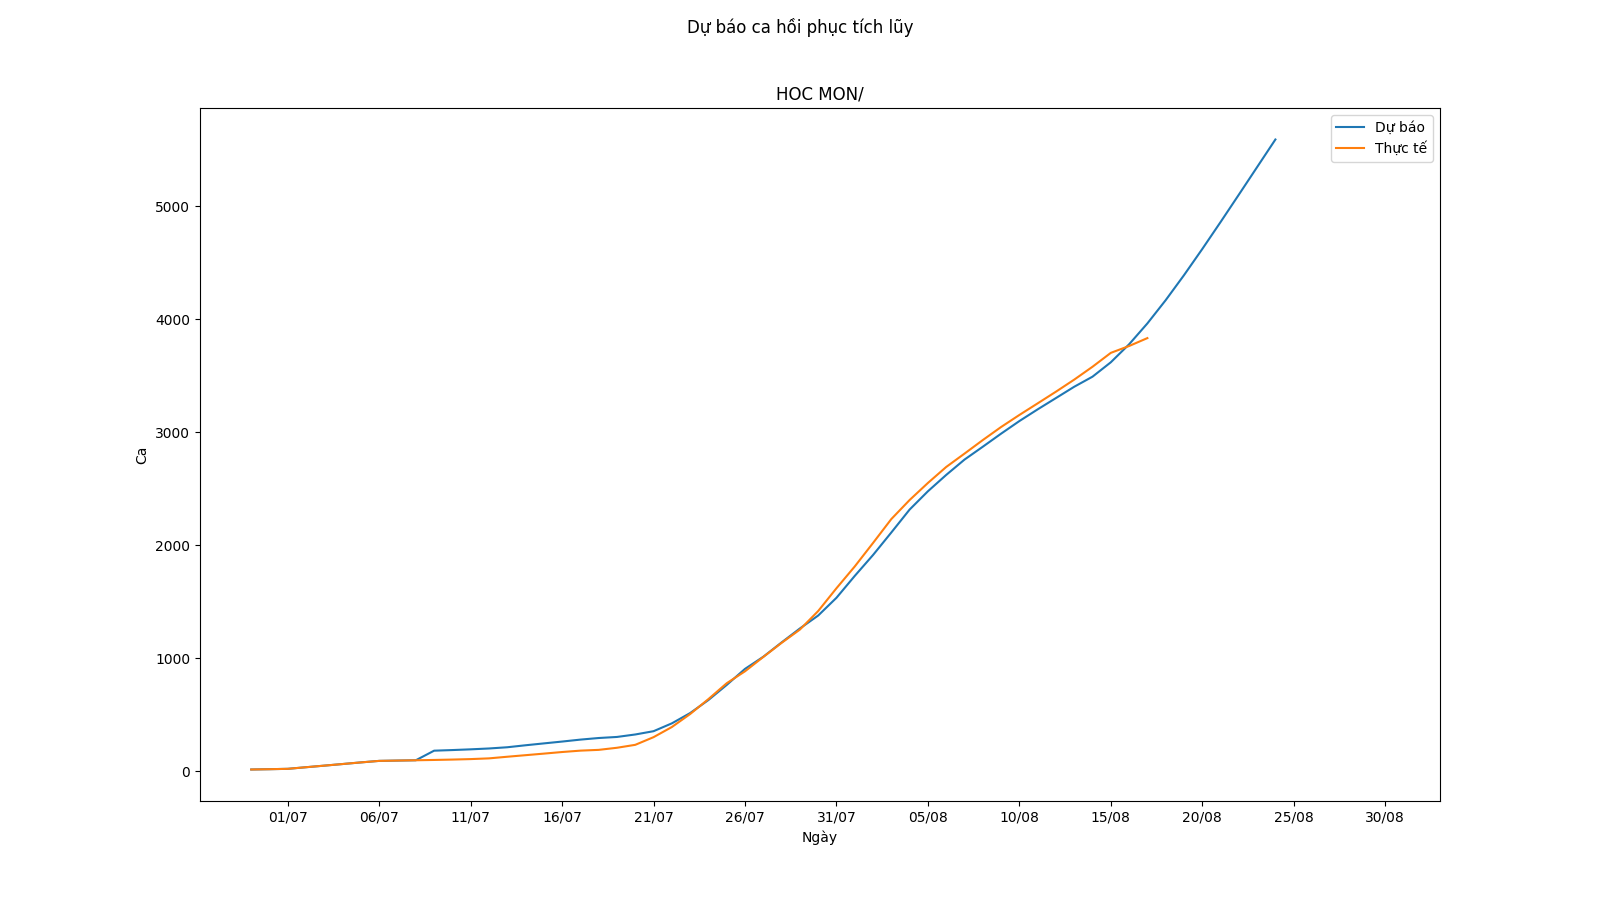 Dự báo ca hồi phục tích lũy
HOC MON/
Dự báo
Thực tế
5000
4000
3000
2000
1000
0
Ca
01/07 06/07 11/07 16/07 21/07 26/07 31/07 05/08 10/08 15/08 20/08 25/08 30/08
Ngày